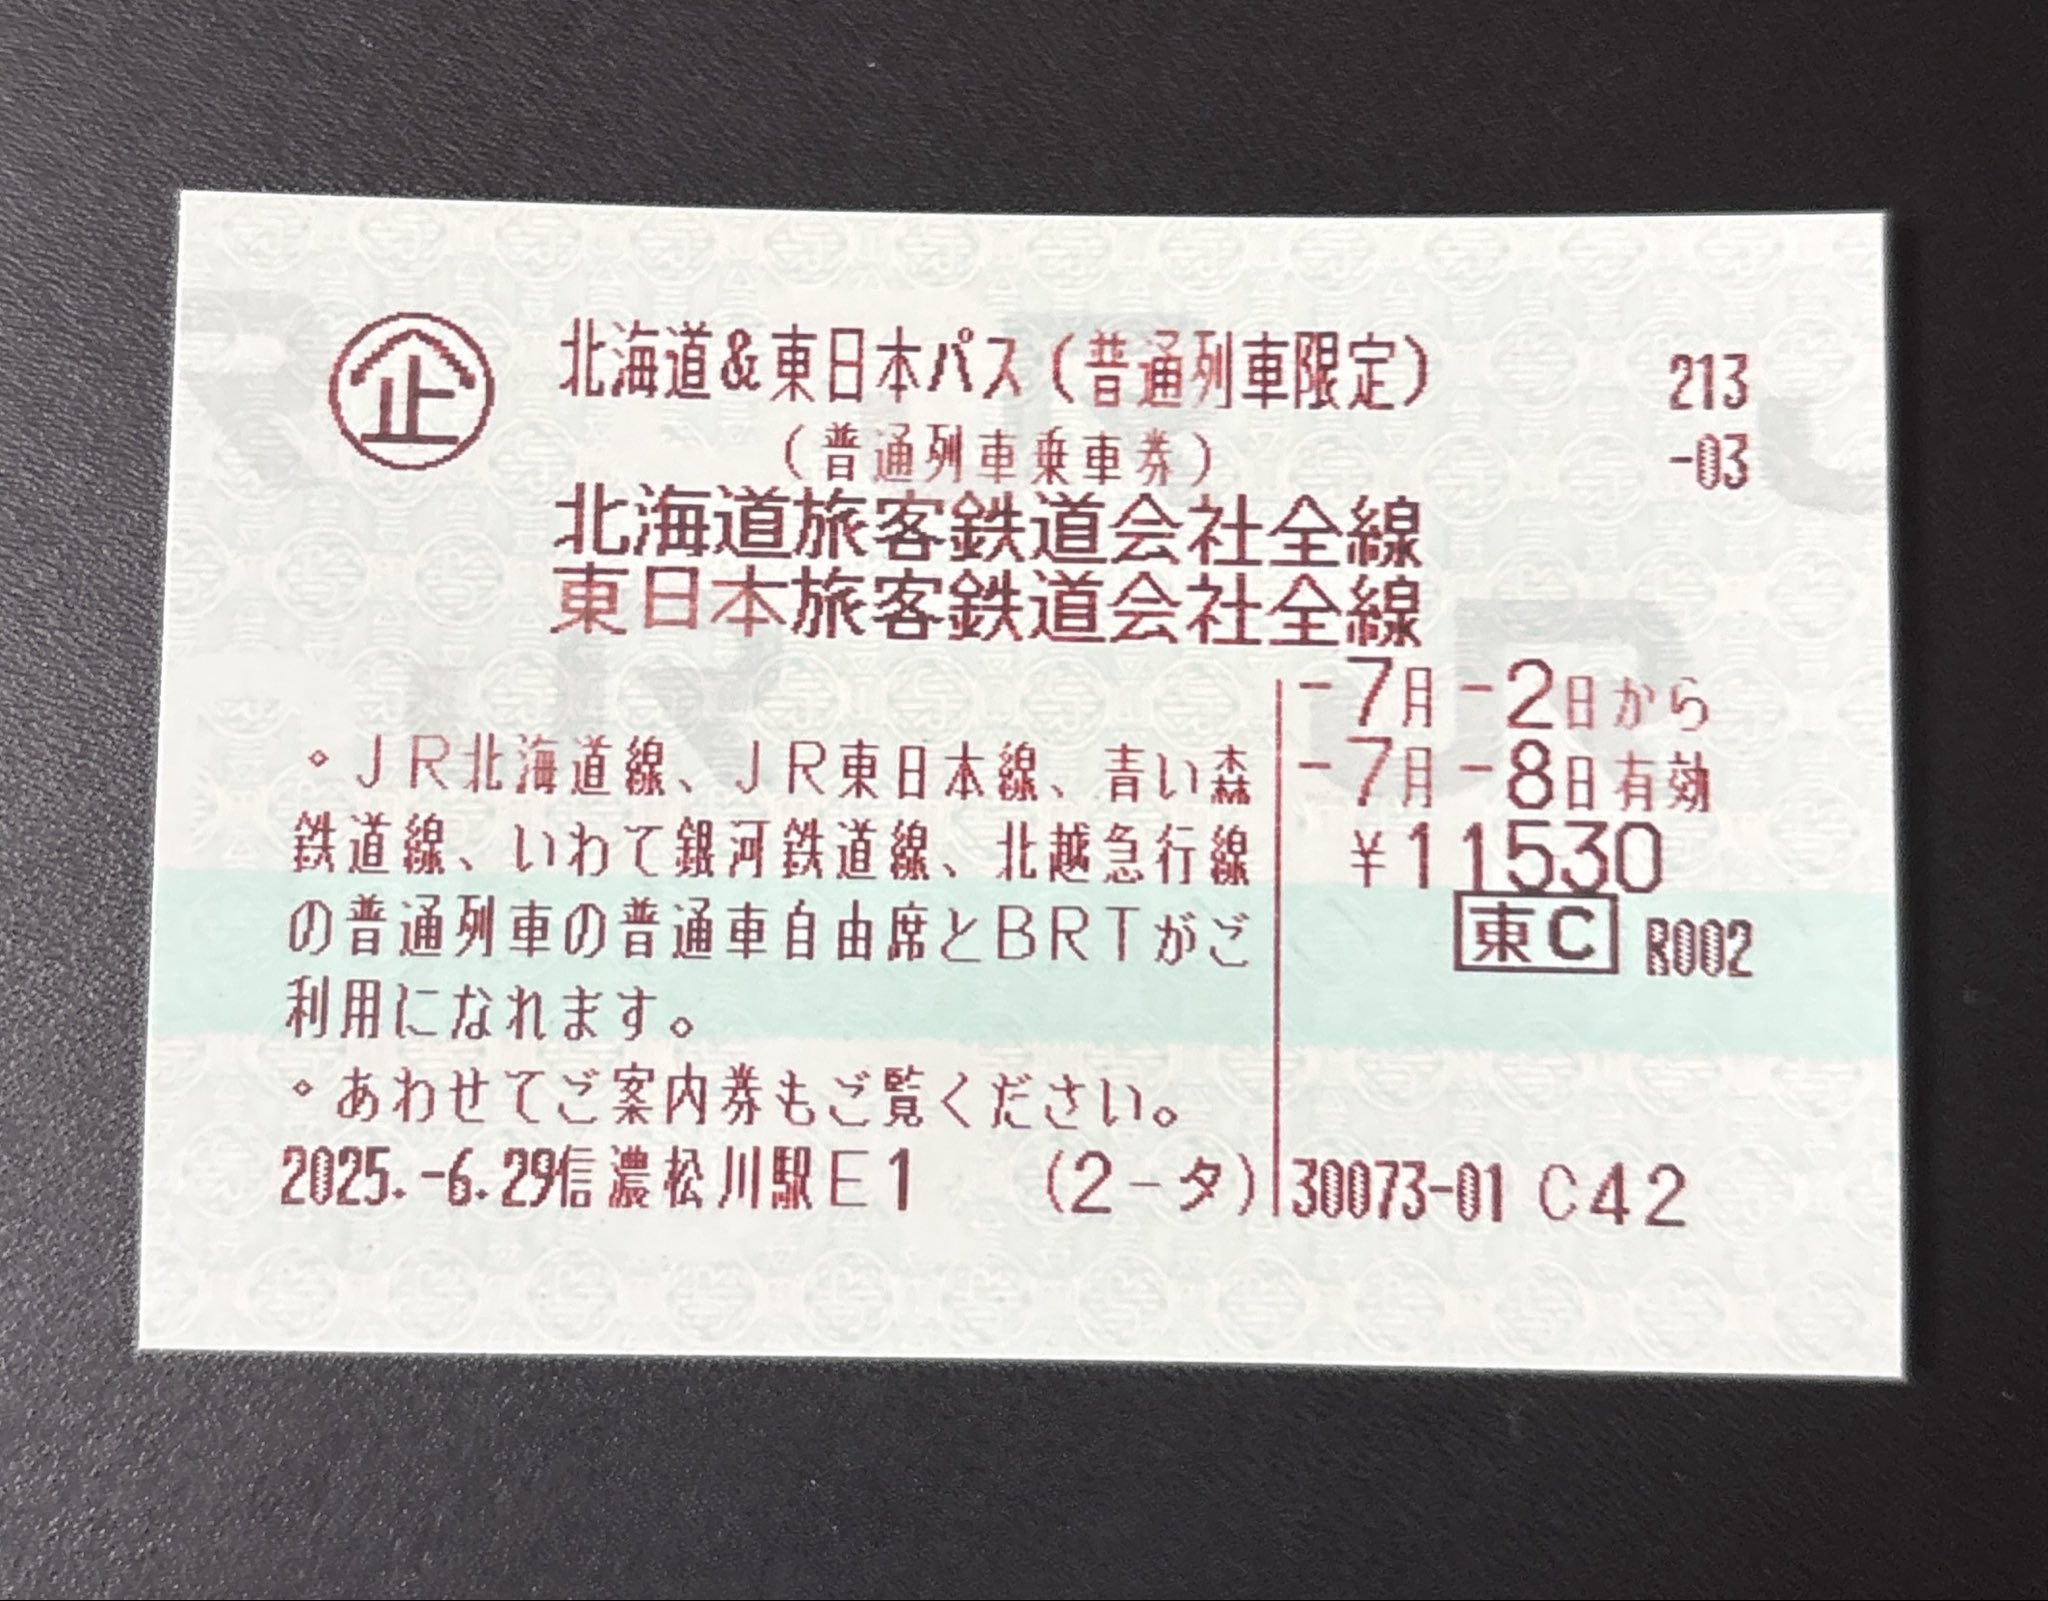 企 北海道&東日本パス(普通列車限定) 213
(普通列車乗車券) -03
北海道旅客鉄道会社全線
東日本旅客鉄道会社全線
-7月-2日から
-7月-8日有効
¥11530
東C R002
。JR北海道線、JR東日本線、青い森
鉄道線、いわて銀河鉄道線、北越急行線
の普通列車の普通車自由席とBRTがご
利用になれます。
。あわせてご案内券もご覧ください。
2025.-6.29信濃松川駅E1 (2-タ) 30073-01 C42